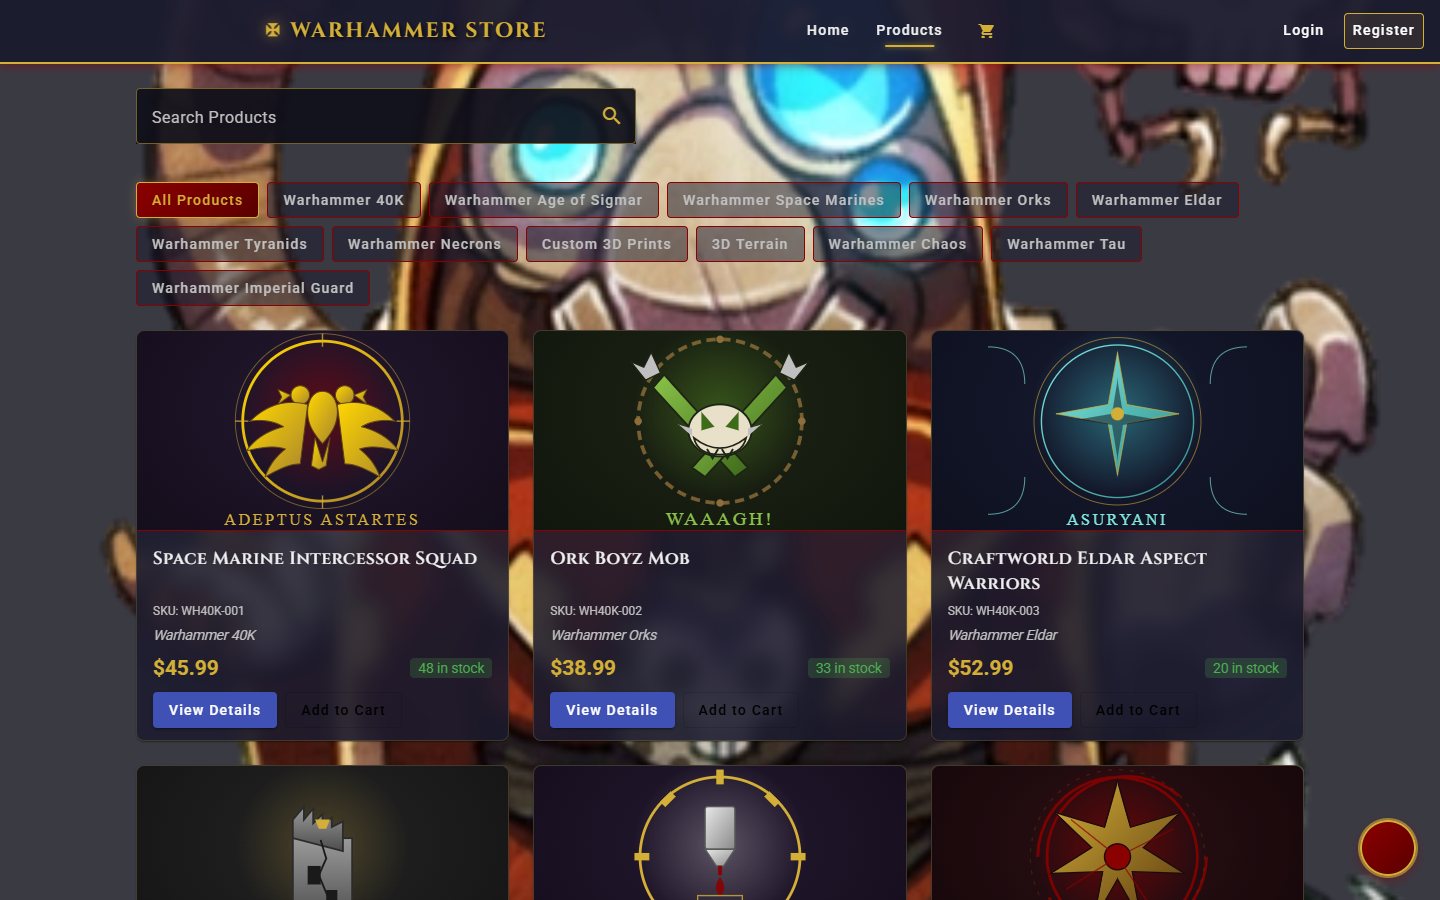 WARHAMMER STORE
Home
Products
Login
Register
Search Products
All Products
Warhammer 40K
Warhammer Age of Sigmar
Warhammer Space Marines
Warhammer Orks
Warhammer Eldar
Warhammer Tyranids
Warhammer Necrons
Custom 3D Prints
3D Terrain
Warhammer Chaos
Warhammer Tau
Warhammer Imperial Guard
ADEPTUS ASTARTES
WAAAGH!
ASURYANI
Space Marine Intercessor Squad
SKU: WH40K-001
Warhammer 40K
$45.99
48 in stock
View Details
Add to Cart
Ork Boyz Mob
SKU: WH40K-002
Warhammer Orks
$38.99
33 in stock
View Details
Add to Cart
Craftworld Eldar Aspect
Warriors
SKU: WH40K-003
Warhammer Eldar
$52.99
20 in stock
View Details
Add to Cart